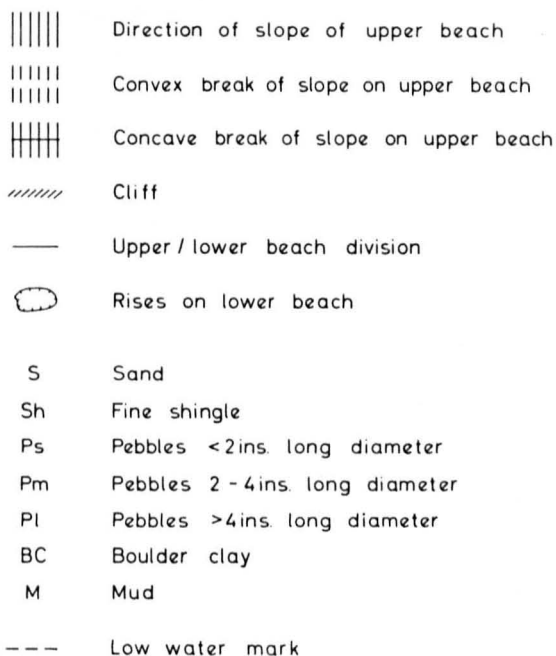 Direction of slope of upper beach
Convex break of slope on upper beach
Concave break of slope on upper beach
Cliff
Upper / lower beach division
Rises on lower beach
S Sand
Sh Fine shingle
Ps Pebbles <2ins. long diameter
Pm Pebbles 2 - 4ins. long diameter
Pl Pebbles >4ins. long diameter
BC Boulder clay
M Mud
Low water mark